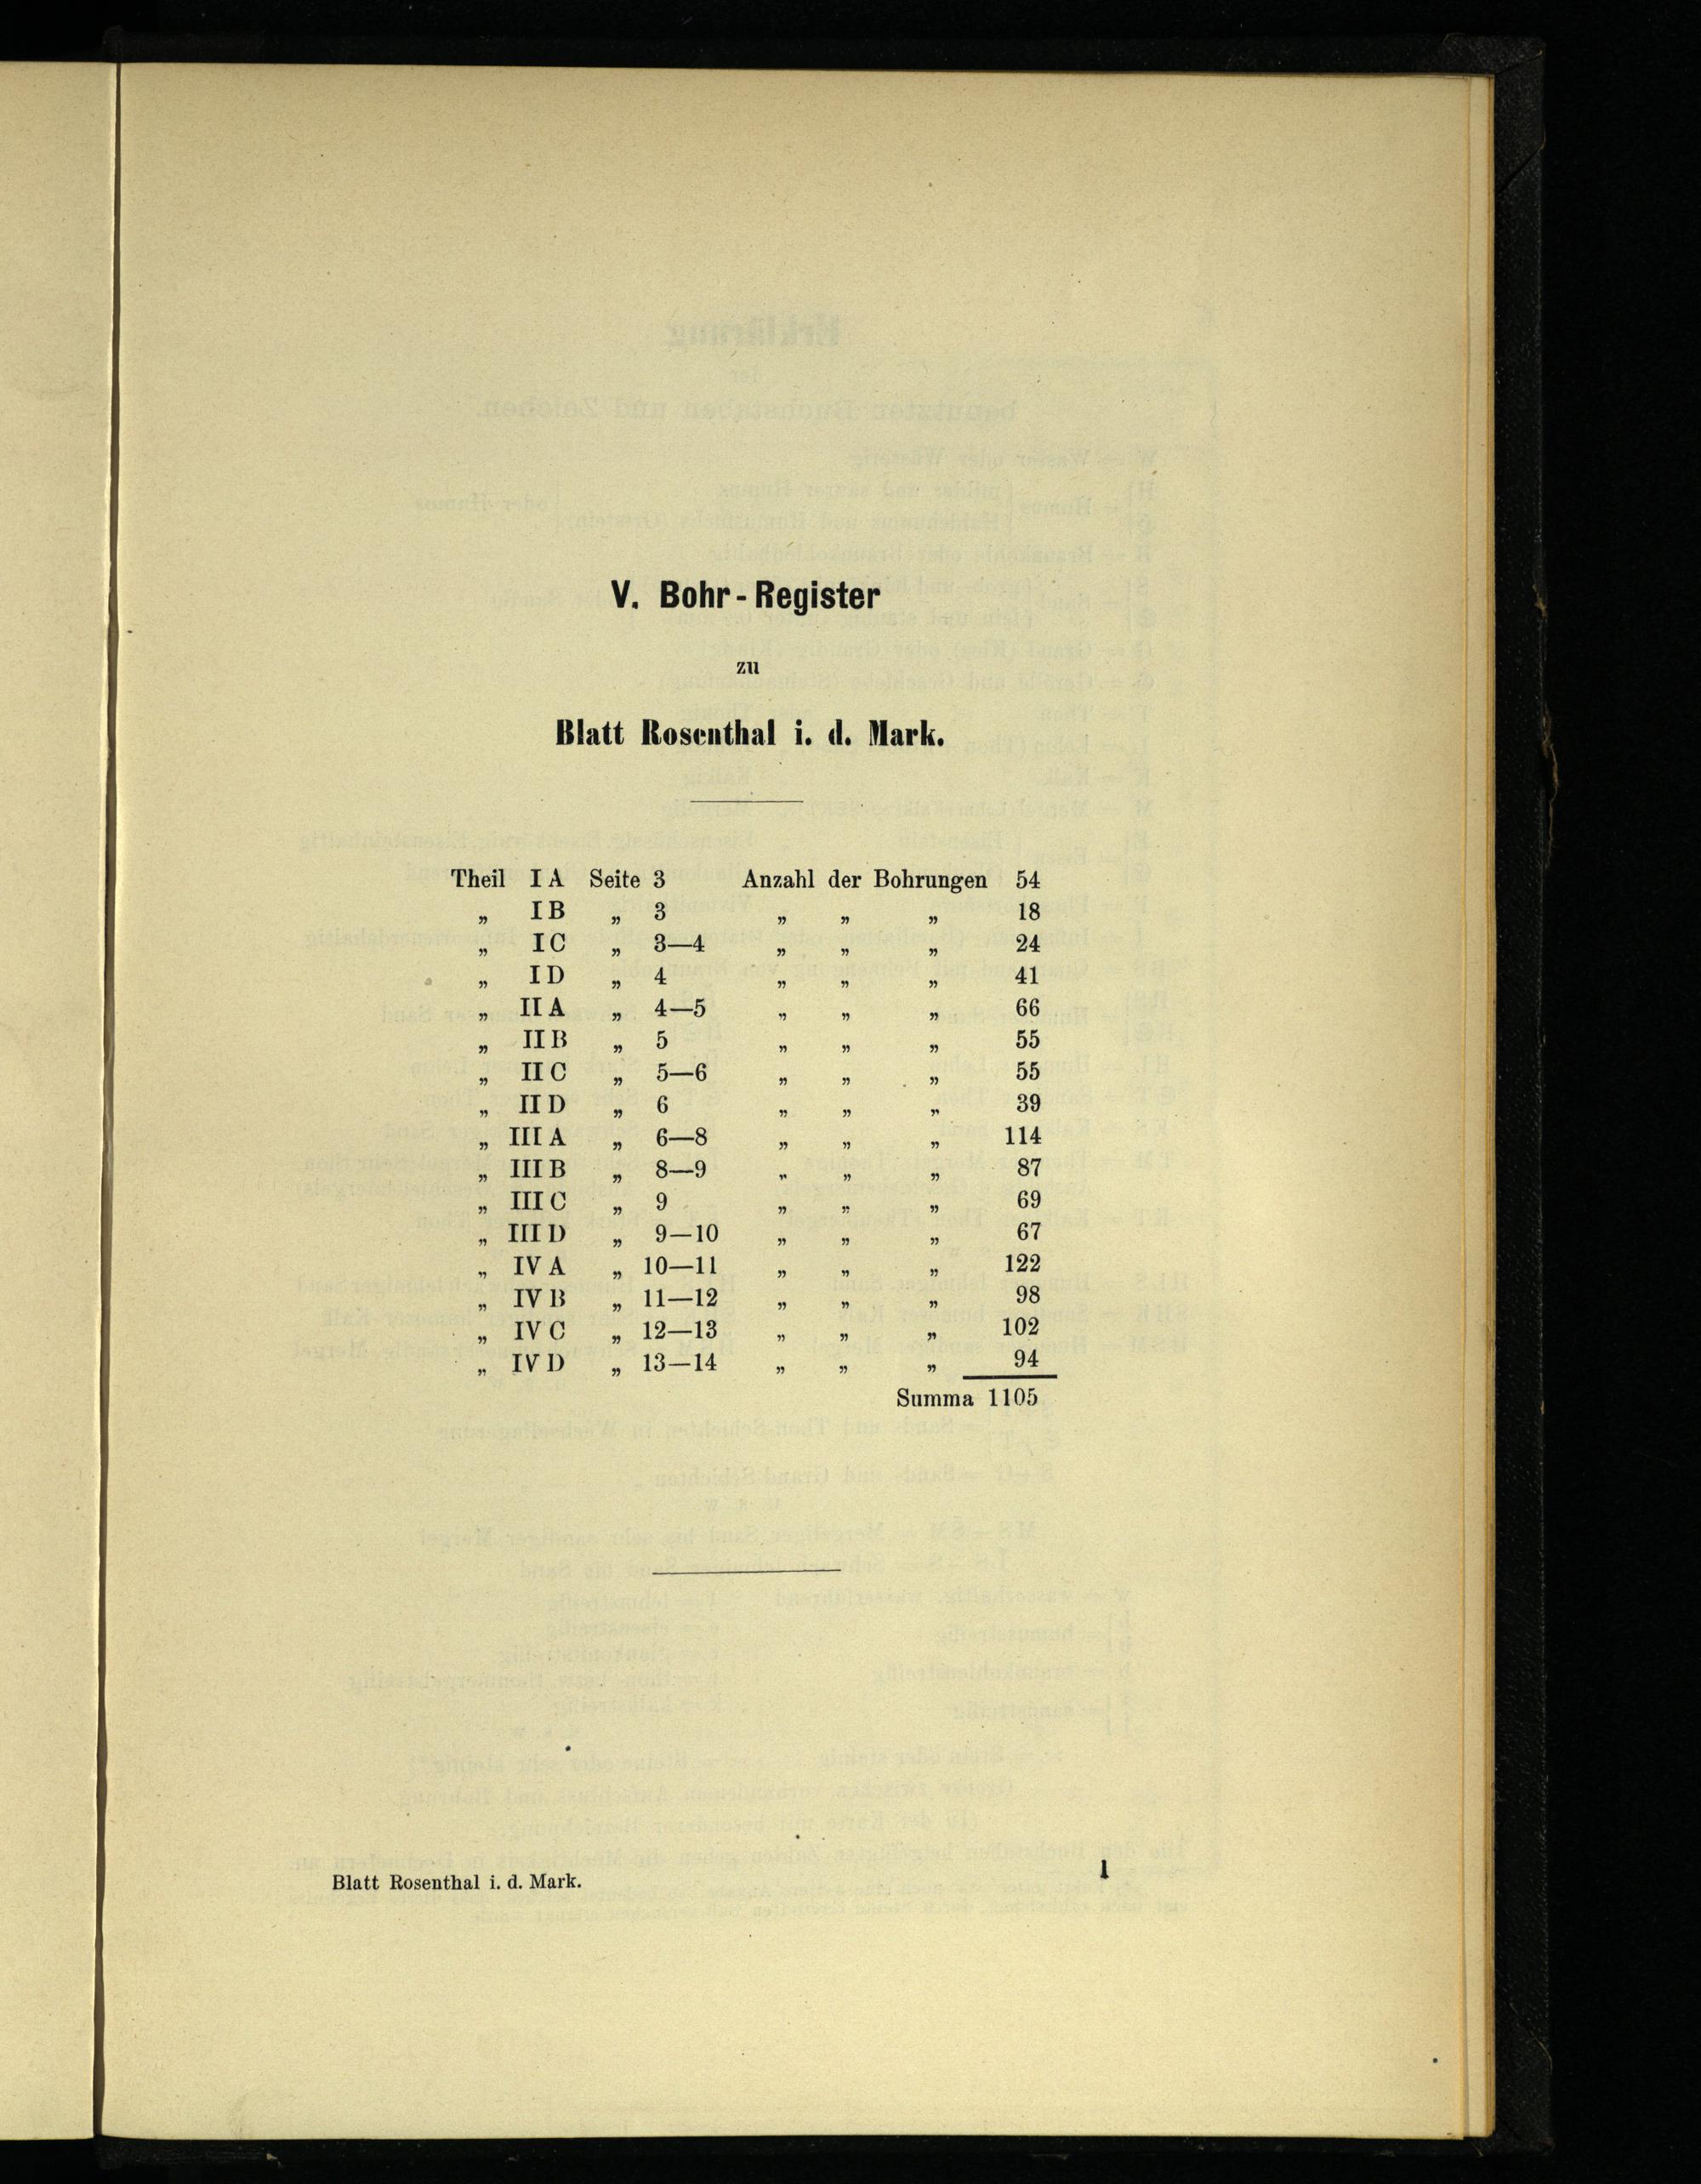 V. Bohr-Register
zu
Blatt Rosenthal i. d. Mark.
Theil I A Seite 3 Anzahl der Bohrungen 54
„ I B „ 3 „ „ „ 18
„ I C „ 3—4 „ „ „ 24
„ I D „ 4 „ „ „ 41
„ II A „ 4—5 „ „ „ 66
„ II B „ 5 „ „ „ 55
„ II C „ 5—6 „ „ „ 55
„ II D „ 6 „ „ „ 39
„ III A „ 6—8 „ „ „ 114
„ III B „ 8—9 „ „ „ 87
„ III C „ 9 „ „ „ 69
„ III D „ 9—10 „ „ „ 67
„ IV A „ 10—11 „ „ „ 122
„ IV B „ 11—12 „ „ „ 98
„ IV C „ 12—13 „ „ „ 102
„ IV D „ 13—14 „ „ „ 94
Summa 1105
Blatt Rosenthal i. d. Mark. 1